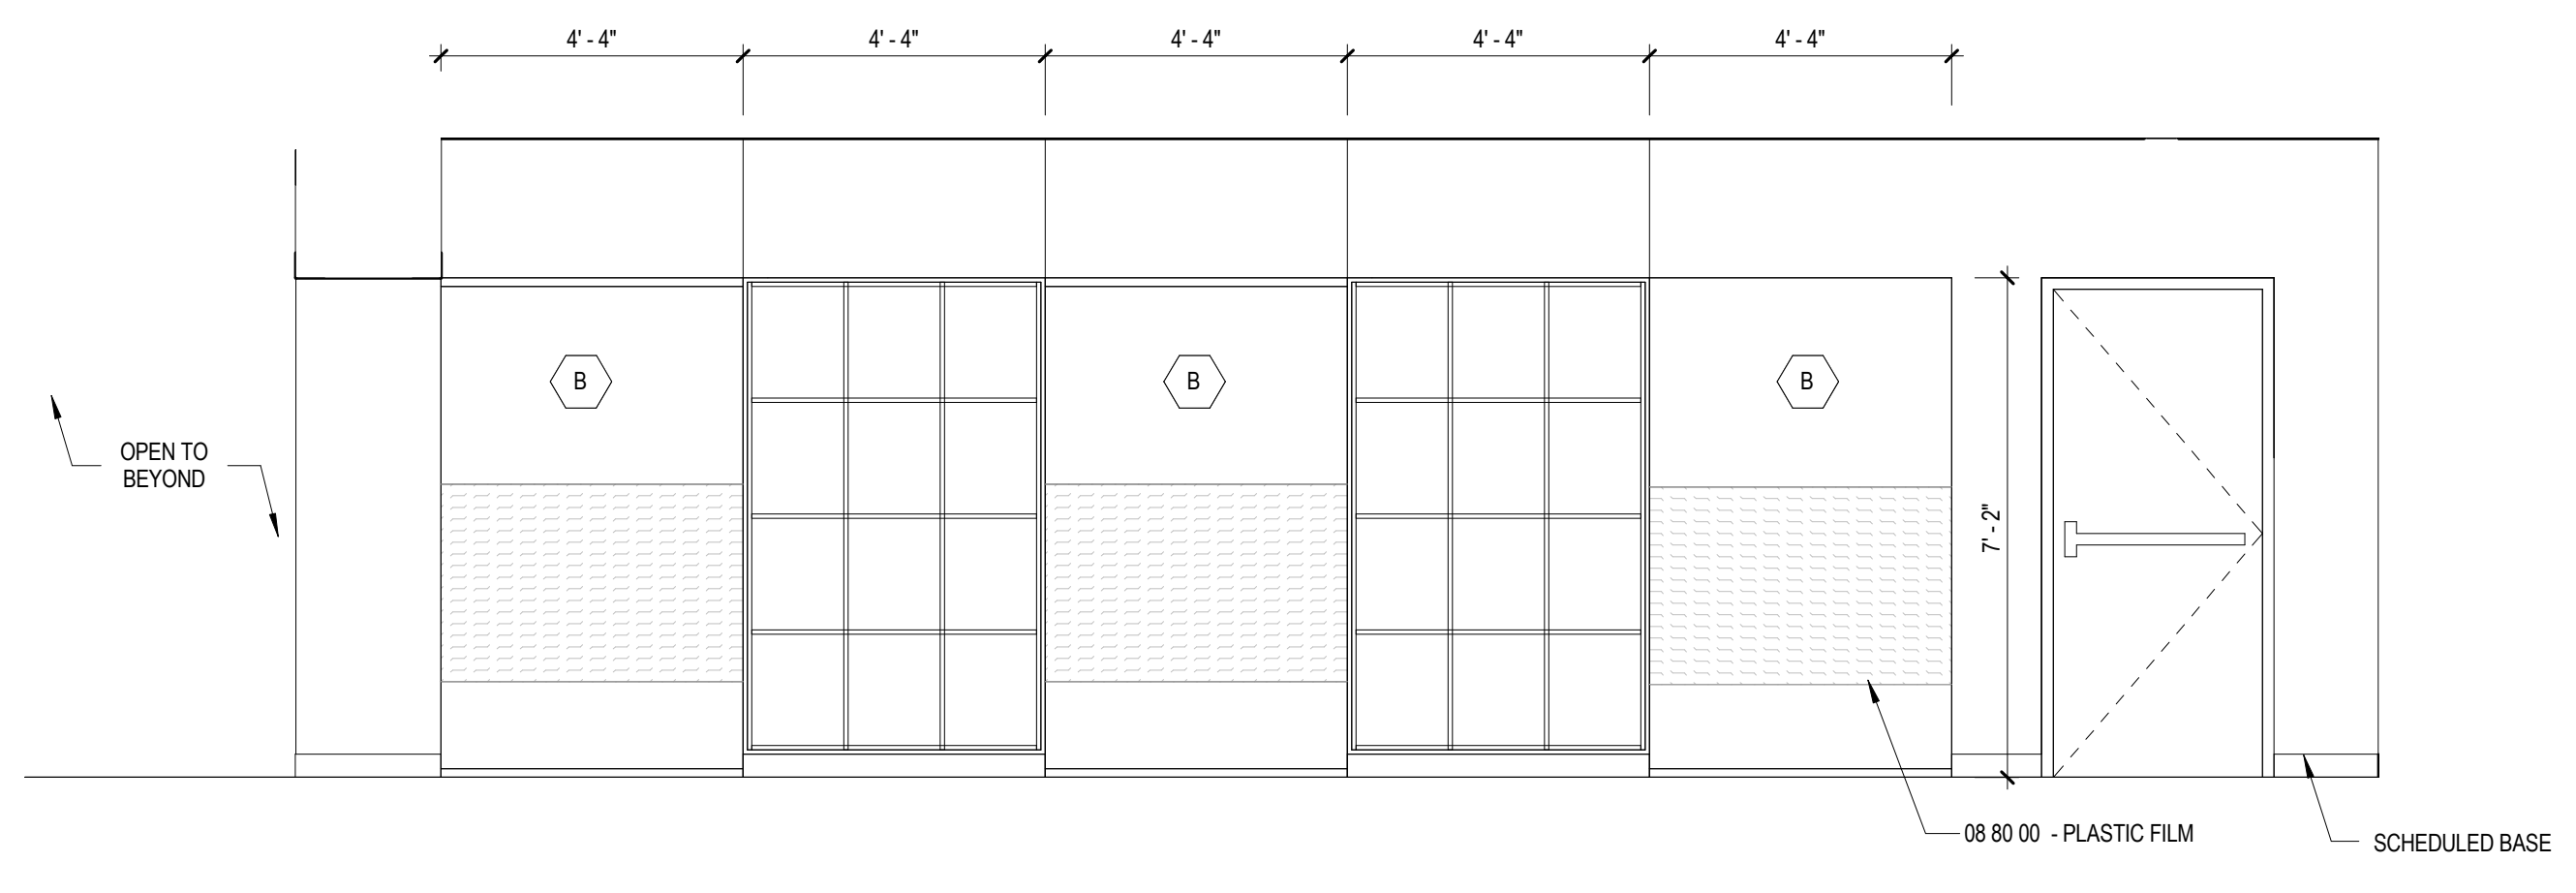 4' - 4"
4' - 4"
4' - 4"
4' - 4"
4' - 4"
B
B
B
OPEN TO
BEYOND
7' - 2"
08 80 00 - PLASTIC FILM
SCHEDULED BASE